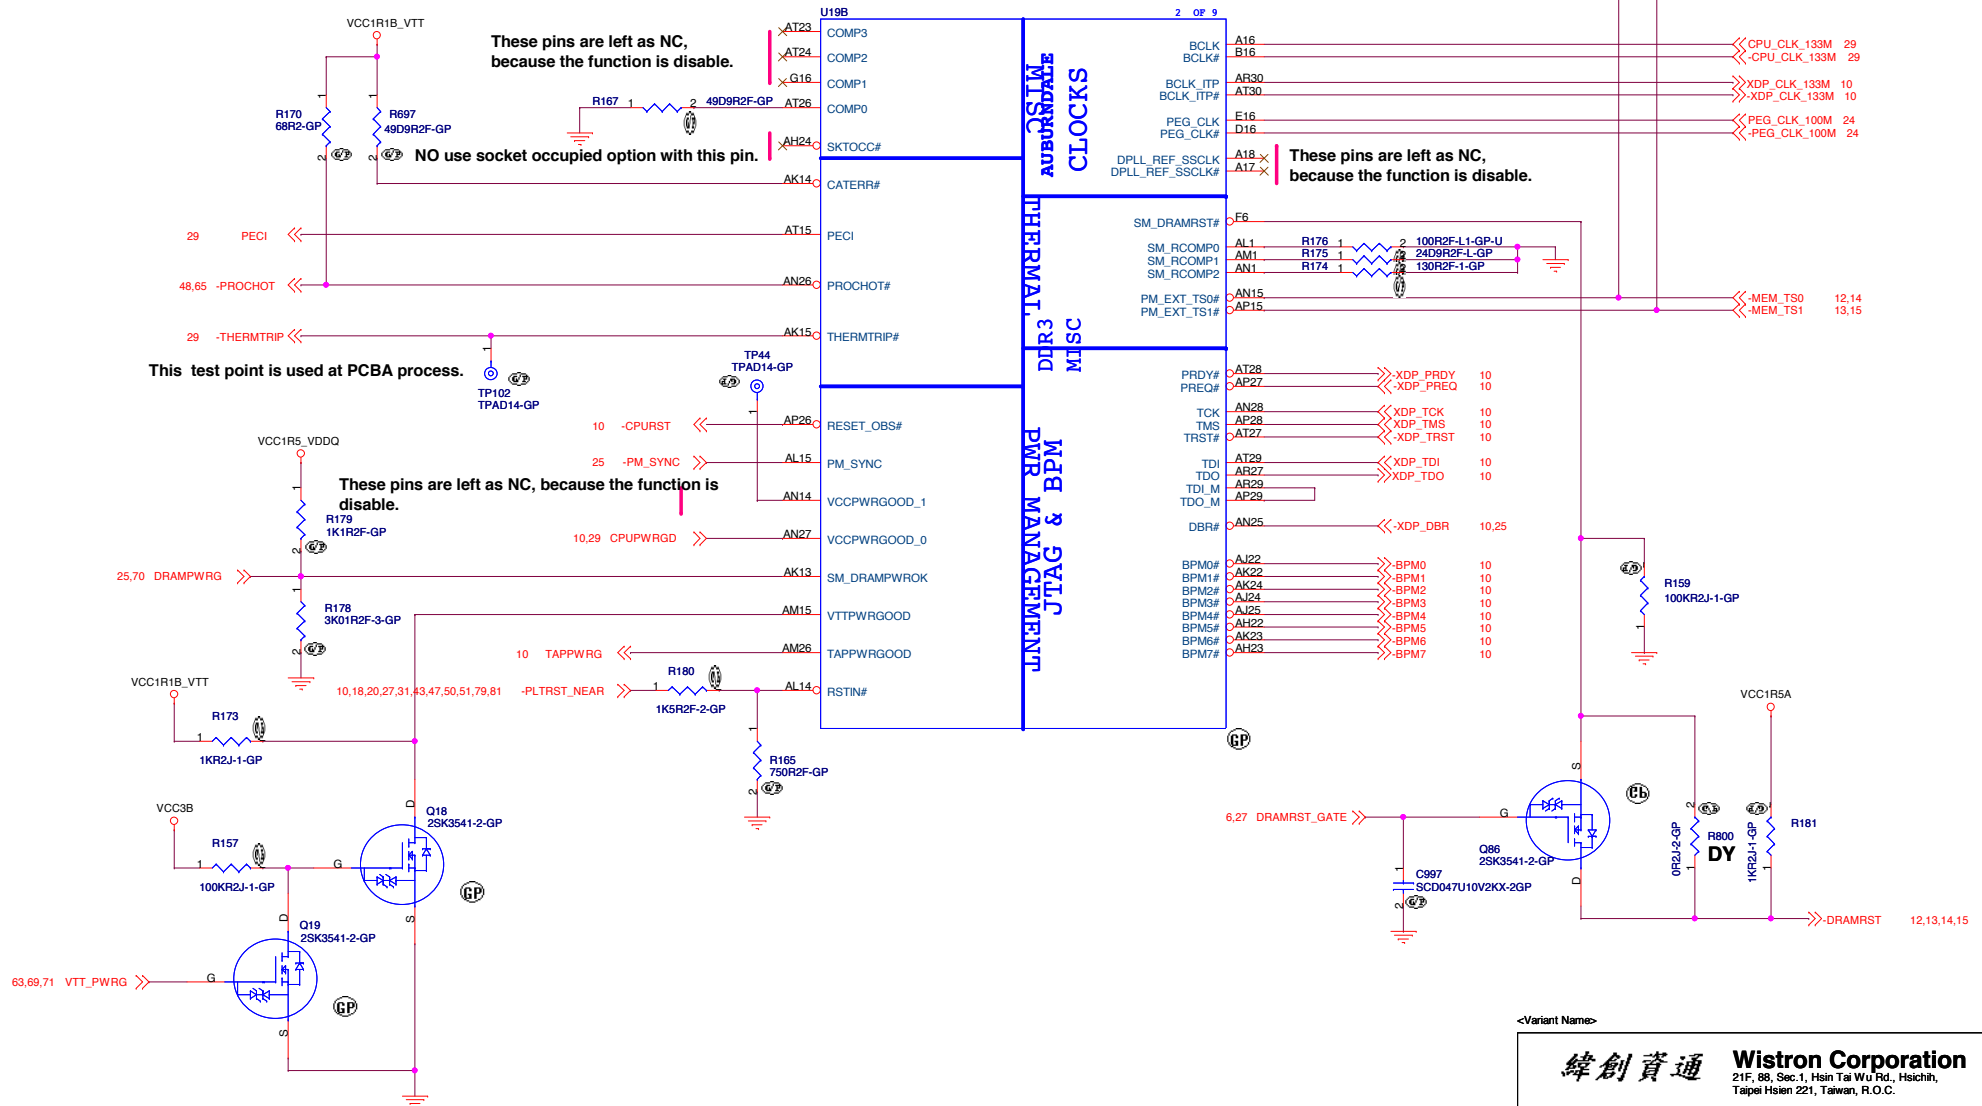 U19B
2 OF 9
VCC1R1B_VTT
These pins are left as NC,
because the function is disable.
AT23 COMP3
AT24 COMP2
G16 COMP1
R167 1 2 49D9R2F-GP AT26 COMP0
R170
68R2-GP
R697
49D9R2F-GP
NO use socket occupied option with this pin.
AH24 SKTOCC#
AK14 CATERR#
29 PECI AT15 PECI
48,65 -PROCHOT AN26 PROCHOT#
29 -THERMTRIP AK15 THERMTRIP#
This test point is used at PCBA process.
TP102
TPAD14-GP
TP44
TPAD14-GP
10 -CPURST AP26 RESET_OBS#
VCC1R5_VDDQ
25 -PM_SYNC AL15 PM_SYNC
These pins are left as NC, because the function is
disable.
AN14 VCCPWRGOOD_1
R179
1K1R2F-GP
10,29 CPUPWRGD AN27 VCCPWRGOOD_0
25,70 DRAMPWRG AK13 SM_DRAMPWROK
R178
3K01R2F-3-GP
AM15 VTTPWRGOOD
10 TAPPWRG AM26 TAPPWRGOOD
10,18,20,27,31,43,47,50,51,79,81 -PLTRST_NEAR 1 R180 AL14 RSTIN#
1K5R2F-2-GP
R165
750R2F-GP
VCC1R1B_VTT
R173
1KR2J-1-GP
VCC3B
R157
100KR2J-1-GP
Q18
2SK3541-2-GP
D
G
S
GP
Q19
2SK3541-2-GP
D
G
S
GP
63,69,71 VTT_PWRG
AUBURNDALE
MISC
CLOCKS
THERMAL
DDR3
MISC
PWR MANAGEMENT
JTAG & BPM
BCLK A16 CPU_CLK_133M 29
BCLK# B16 -CPU_CLK_133M 29
BCLK_ITP AR30 XDP_CLK_133M 10
BCLK_ITP# AT30 -XDP_CLK_133M 10
PEG_CLK E16 PEG_CLK_100M 24
PEG_CLK# D16 -PEG_CLK_100M 24
DPLL_REF_SSCLK A18
DPLL_REF_SSCLK# A17
These pins are left as NC,
because the function is disable.
SM_DRAMRST# F6
SM_RCOMP0 AL1 R176 1 2 100R2F-L1-GP-U
SM_RCOMP1 AM1 R175 1 24D9R2F-L-GP
SM_RCOMP2 AN1 R174 1 130R2F-1-GP
PM_EXT_TS0# AN15 -MEM_TS0 12,14
PM_EXT_TS1# AP15 -MEM_TS1 13,15
PRDY# AT28 -XDP_PRDY 10
PREQ# AP27 -XDP_PREQ 10
TCK AN28 XDP_TCK 10
TMS AP28 XDP_TMS 10
TRST# AT27 -XDP_TRST 10
TDI AT29 XDP_TDI 10
TDO AR27 XDP_TDO 10
TDI_M AR29
TDO_M AP29
DBR# AN25 -XDP_DBR 10,25
BPM0# AJ22 -BPM0 10
BPM1# AK22 -BPM1 10
BPM2# AK24 -BPM2 10
BPM3# AJ24 -BPM3 10
BPM4# AJ25 -BPM4 10
BPM5# AH22 -BPM5 10
BPM6# AK23 -BPM6 10
BPM7# AH23 -BPM7 10
GP
R159
100KR2J-1-GP
VCC1R5A
6,27 DRAMRST_GATE
G
S
D
Q86
2SK3541-2-GP
C997
SCD047U10V2KX-2GP
R800
0R2J-2-GP
DY
R181
1KR2J-1-GP
-DRAMRST 12,13,14,15
<Variant Name>
緯創資通 Wistron Corporation
21F, 88, Sec.1, Hsin Tai Wu Rd., Hsichih,
Taipei Hsien 221, Taiwan, R.O.C.